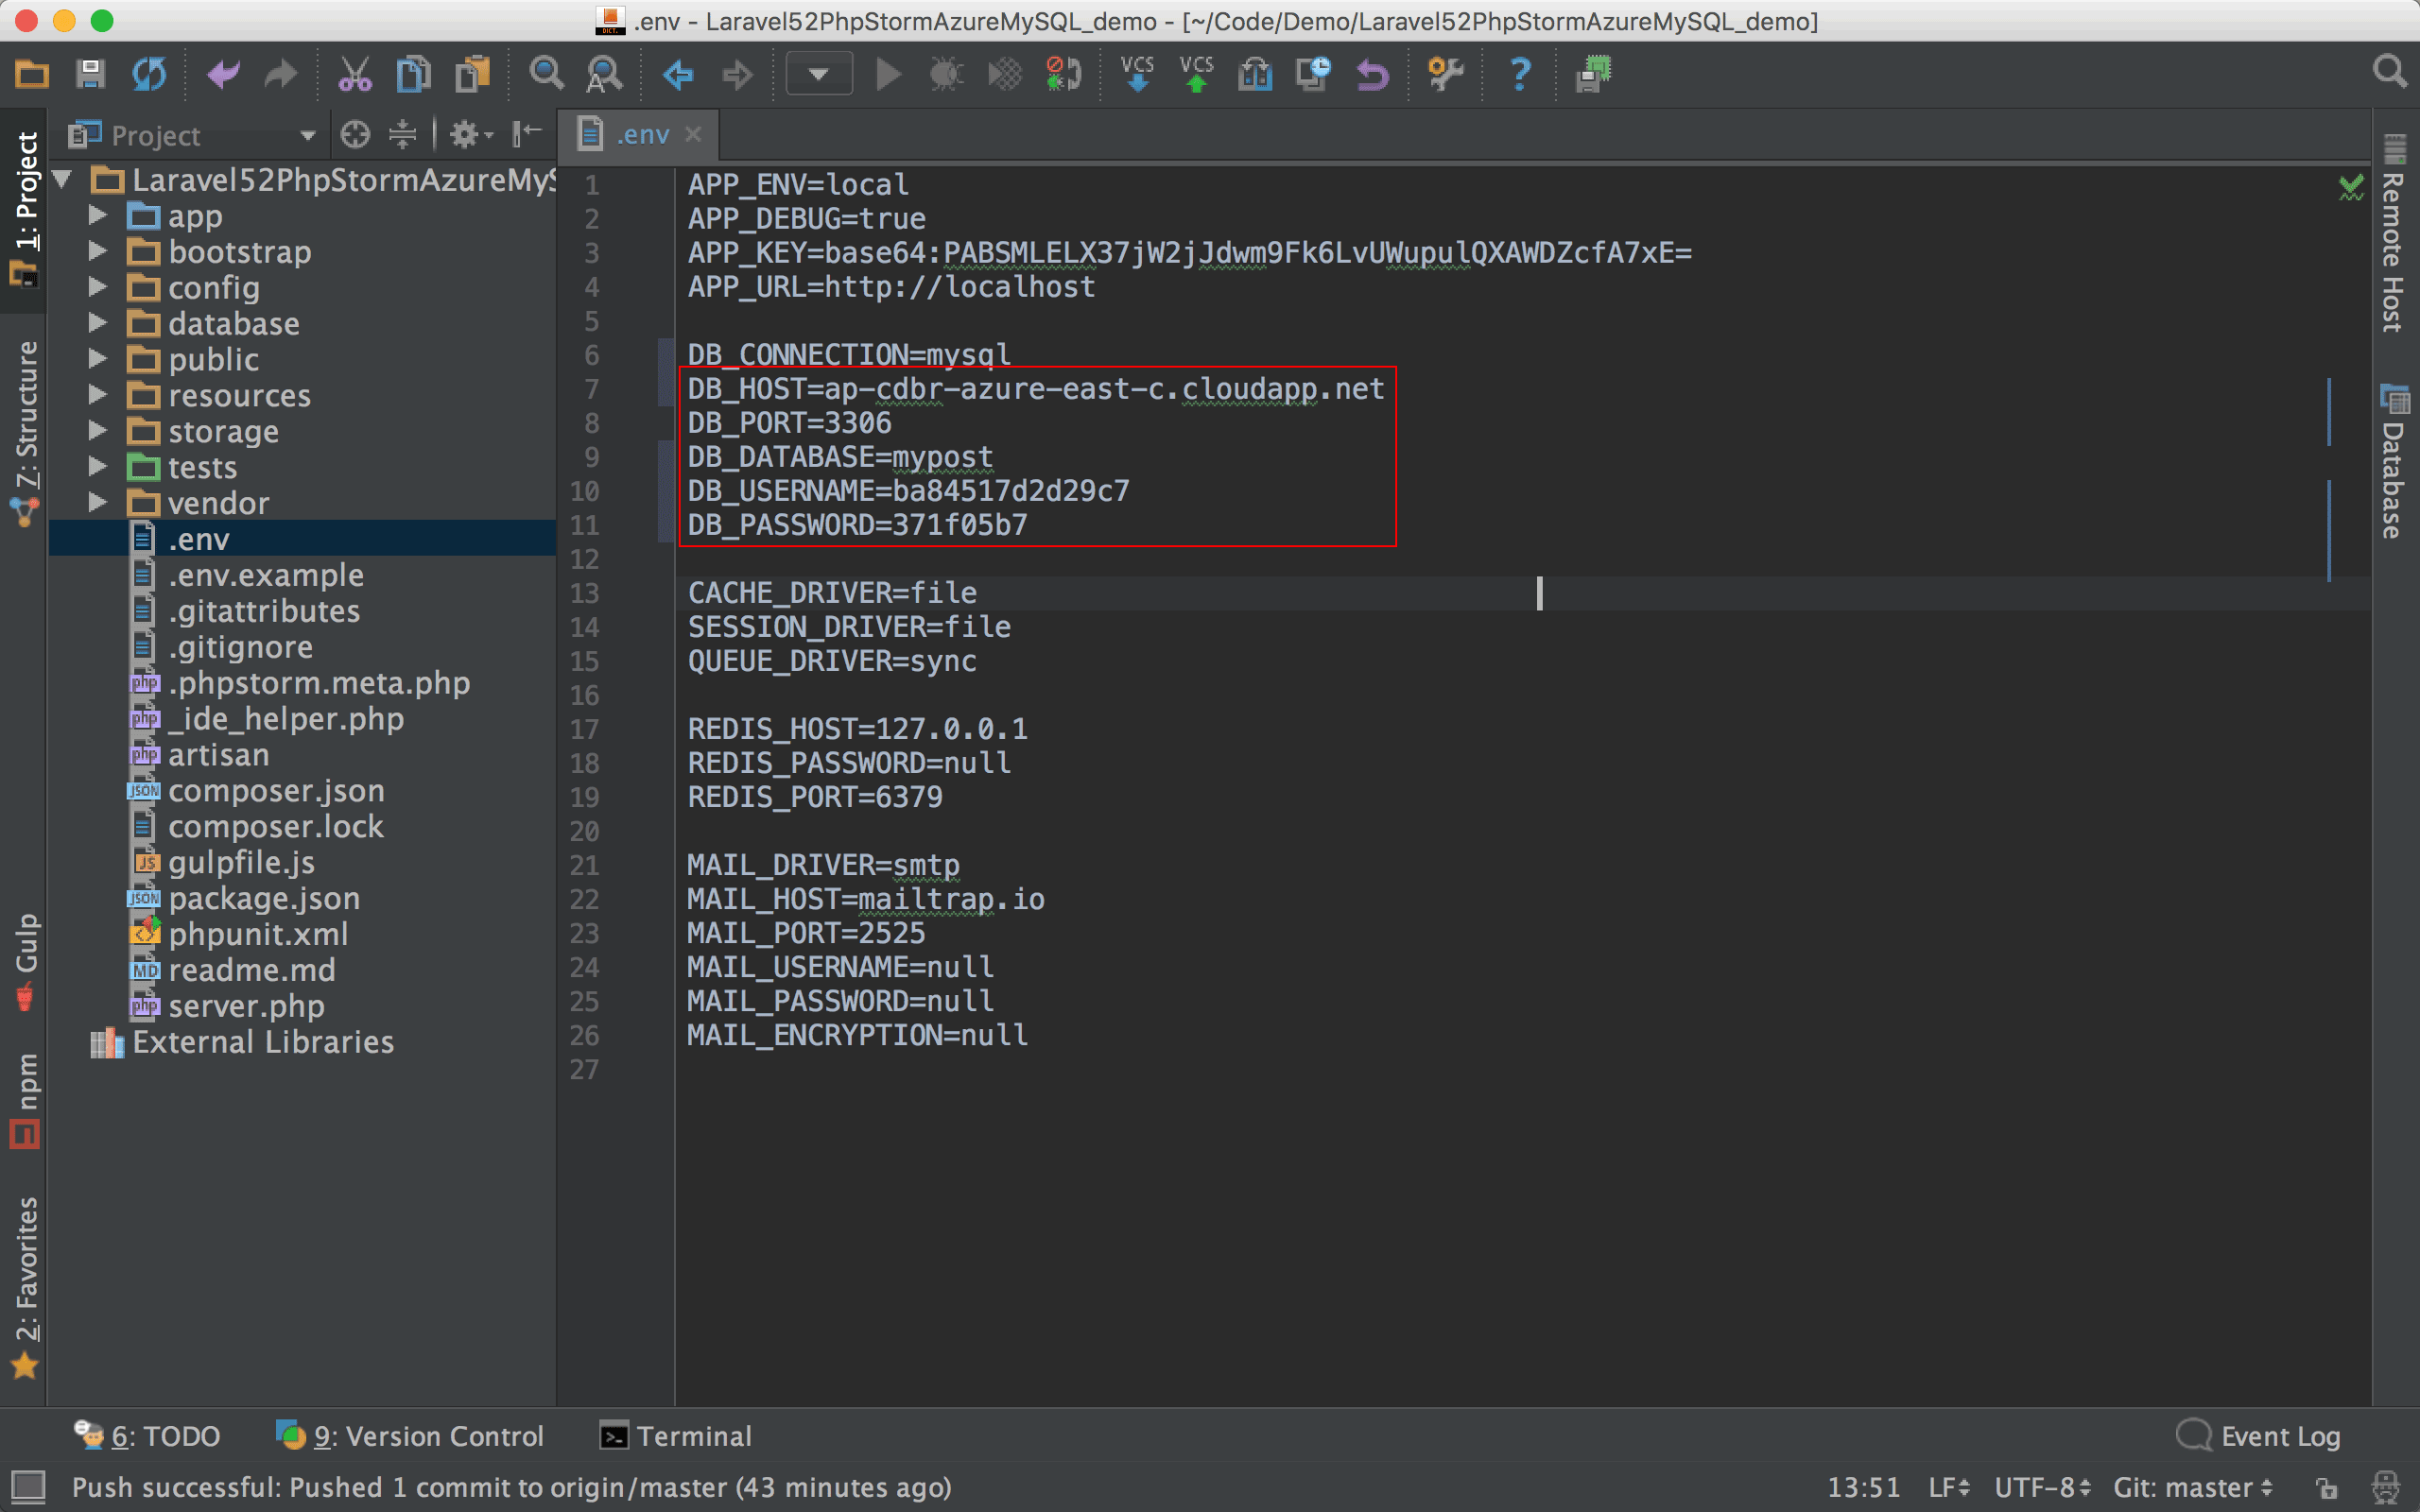 .env - Laravel52PhpStormAzureMySQL_demo - [~/Code/Demo/Laravel52PhpStormAzureMySQL_demo]
VCS VCS
1: Project
7: Structure
Gulp
npm
2: Favorites
Project
Laravel52PhpStormAzureMyS
app
bootstrap
config
database
public
resources
storage
tests
vendor
.env
.env.example
.gitattributes
.gitignore
.phpstorm.meta.php
_ide_helper.php
artisan
composer.json
composer.lock
gulpfile.js
package.json
phpunit.xml
readme.md
server.php
External Libraries
.env
1 APP_ENV=local
2 APP_DEBUG=true
3 APP_KEY=base64:PABSMLELX37jW2jJdwm9Fk6LvUWupulQXAWDZcfA7xE=
4 APP_URL=http://localhost
5
6 DB_CONNECTION=mysql
7 DB_HOST=ap-cdbr-azure-east-c.cloudapp.net
8 DB_PORT=3306
9 DB_DATABASE=mypost
10 DB_USERNAME=ba84517d2d29c7
11 DB_PASSWORD=371f05b7
12
13 CACHE_DRIVER=file
14 SESSION_DRIVER=file
15 QUEUE_DRIVER=sync
16
17 REDIS_HOST=127.0.0.1
18 REDIS_PASSWORD=null
19 REDIS_PORT=6379
20
21 MAIL_DRIVER=smtp
22 MAIL_HOST=mailtrap.io
23 MAIL_PORT=2525
24 MAIL_USERNAME=null
25 MAIL_PASSWORD=null
26 MAIL_ENCRYPTION=null
27
Remote Host
Database
6: TODO
9: Version Control
Terminal
Event Log
Push successful: Pushed 1 commit to origin/master (43 minutes ago)
13:51 LF UTF-8 Git: master